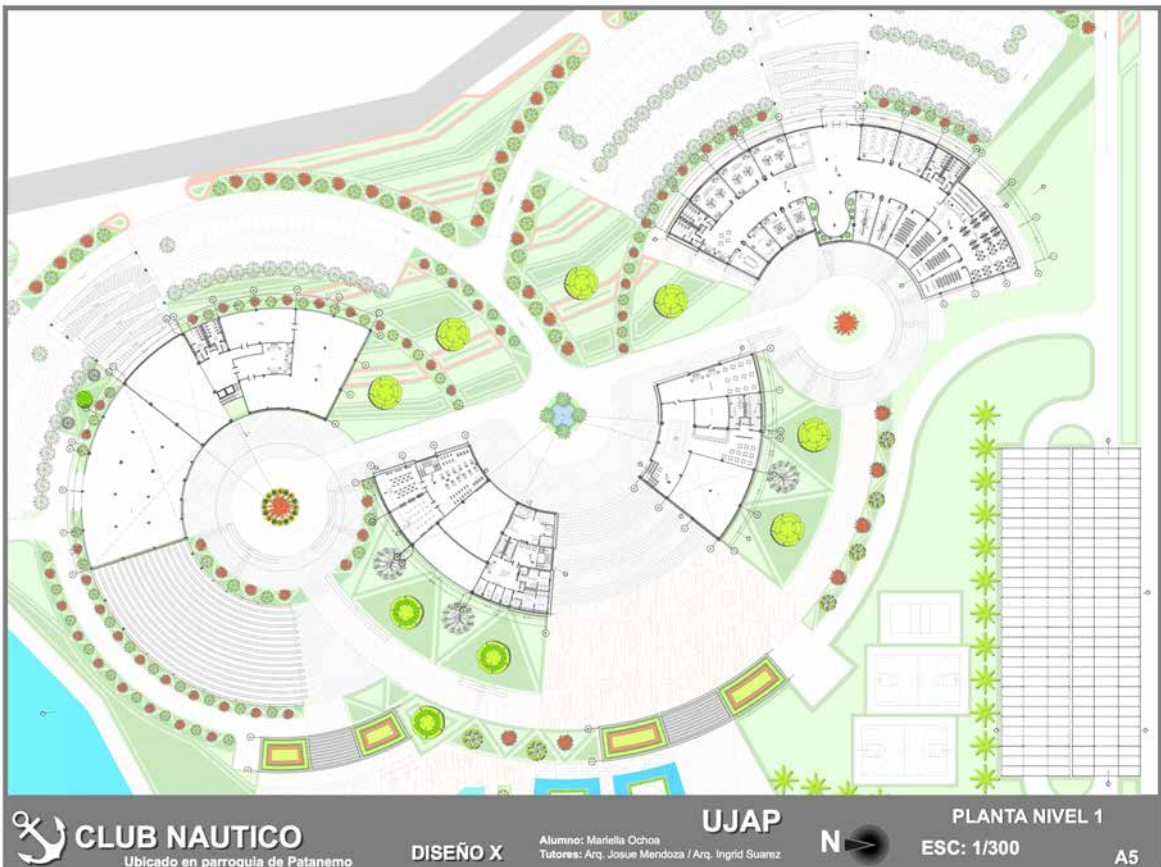 CLUB NAUTICO
Ubicado en parroquia de Patanemo
DISEÑO X
UJAP
Alumno: Mariella Ochoa
Tutores: Arq. Josue Mendoza / Arq. Ingrid Suarez
N
PLANTA NIVEL 1
ESC: 1/300
A5